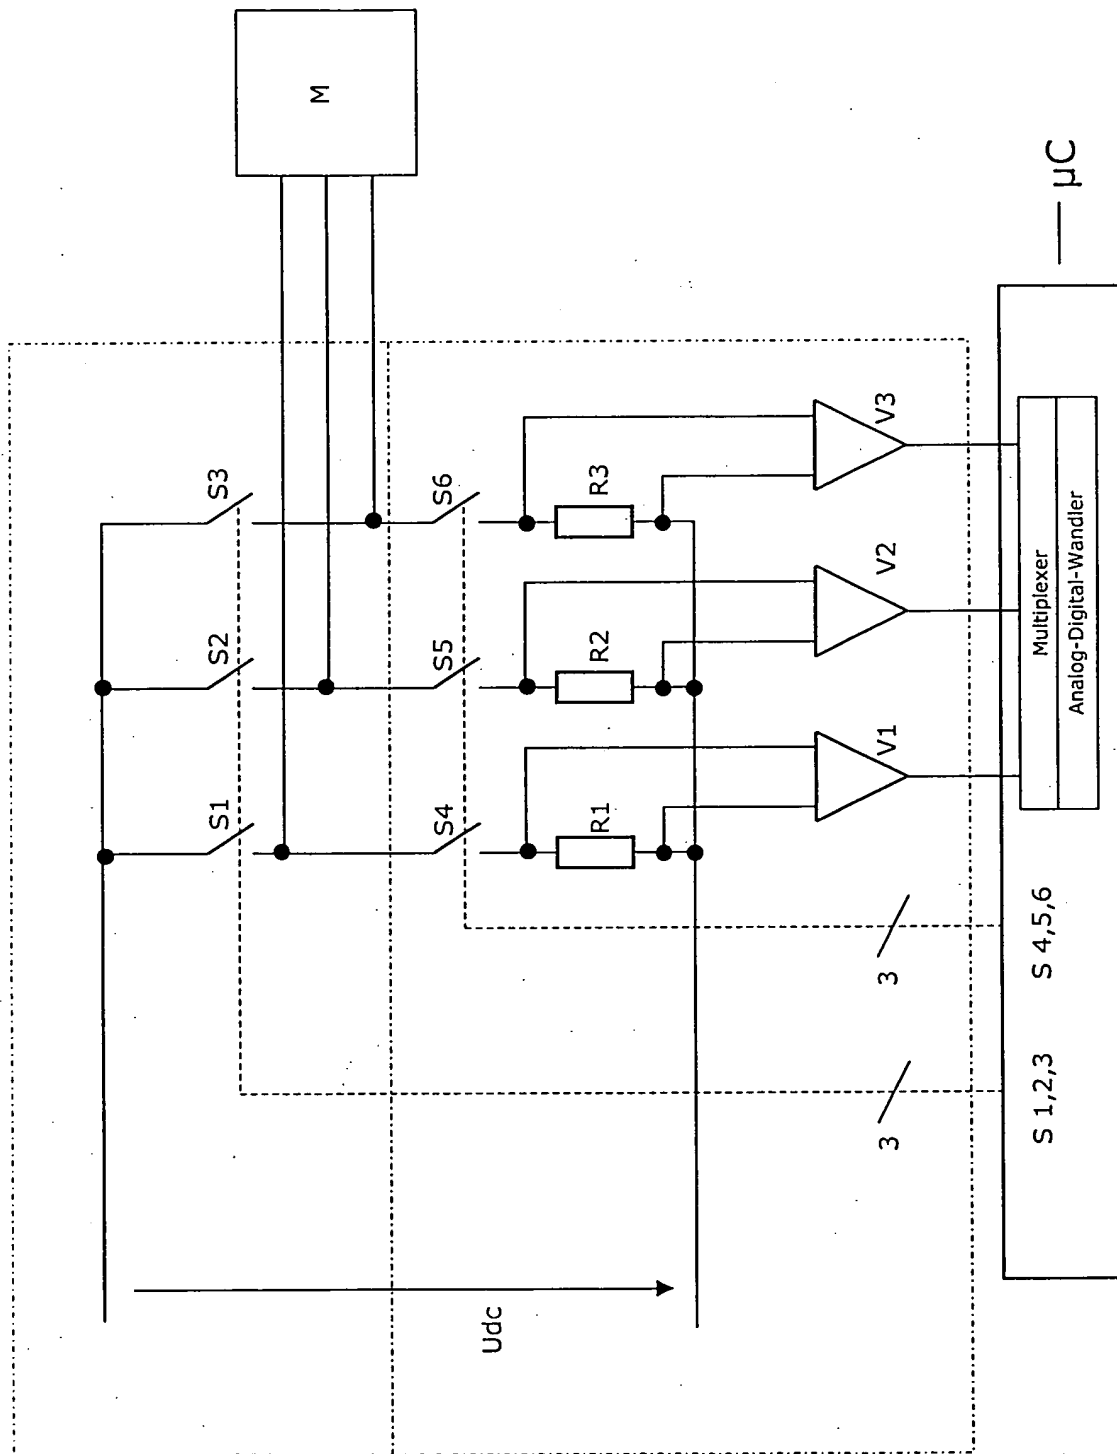 M
S3
S2
S1
S6
S5
S4
R3
R2
R1
V3
V2
V1
Udc
3
3
S 1,2,3
S 4,5,6
Multiplexer
Analog-Digital-Wandler
µC